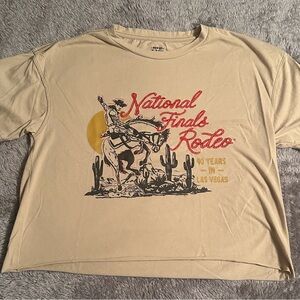 National
Finals
Rodeo
40 YEARS
IN
LAS VEGAS